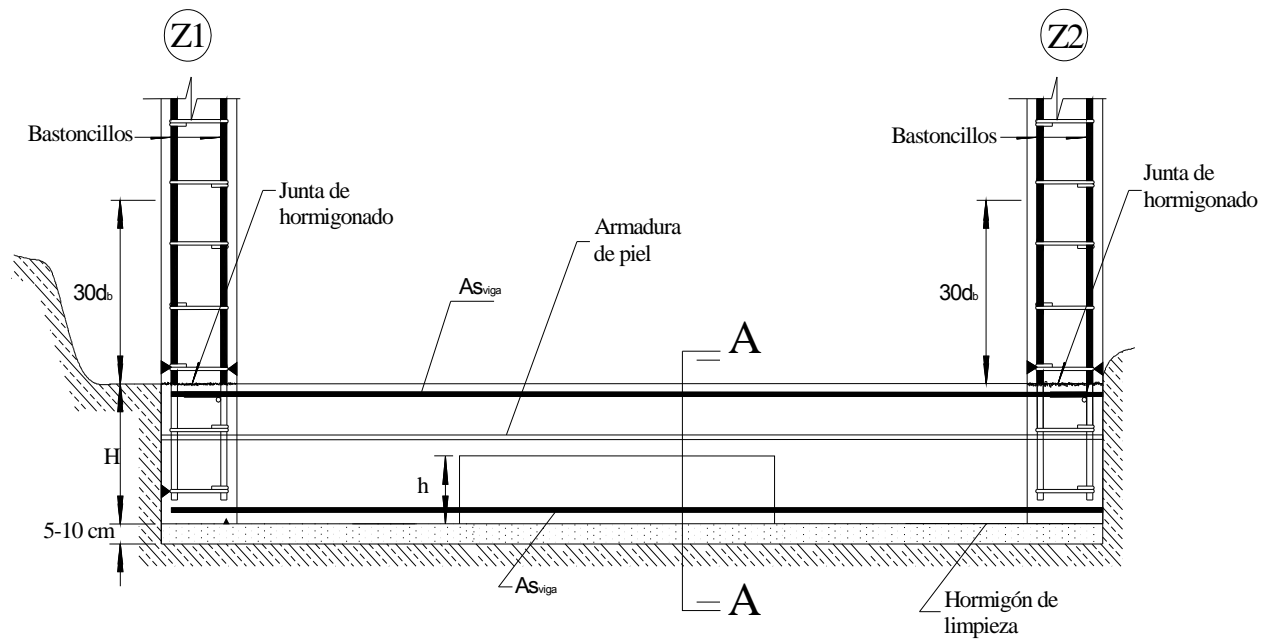 Z1
Z2
Bastoncillos
Bastoncillos
Junta de
hormigonado
Junta de
hormigonado
Armadura
de piel
30db
Asviga
30db
A
H
h
5-10 cm
Asviga
A
Hormigón de
limpieza